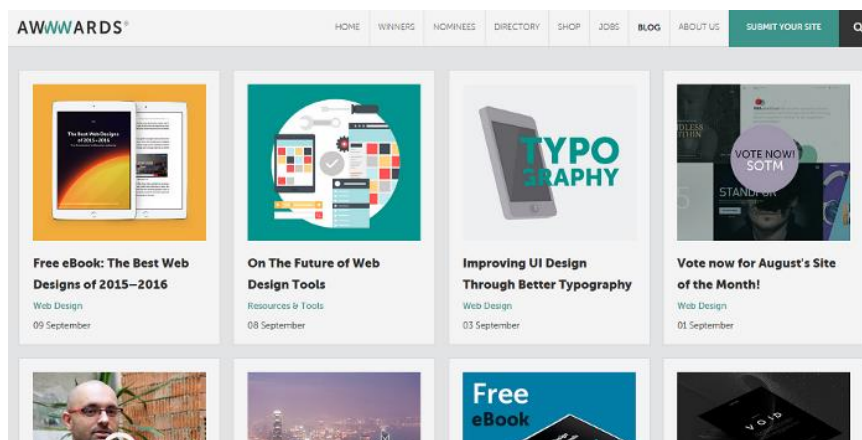 AWWWARDS®
HOME WINNERS NOMINEES DIRECTORY SHOP JOBS BLOG ABOUT US SUBMIT YOUR SITE
The Best Web Designs
of 2015–2016
TYPO
GRAPHY
VOTE NOW!
SOTM
Free eBook: The Best Web
Designs of 2015–2016
Web Design
09 September
On The Future of Web
Design Tools
Resources & Tools
08 September
Improving UI Design
Through Better Typography
Web Design
03 September
Vote now for August's Site
of the Month!
Web Design
01 September
Free
eBook
VOID